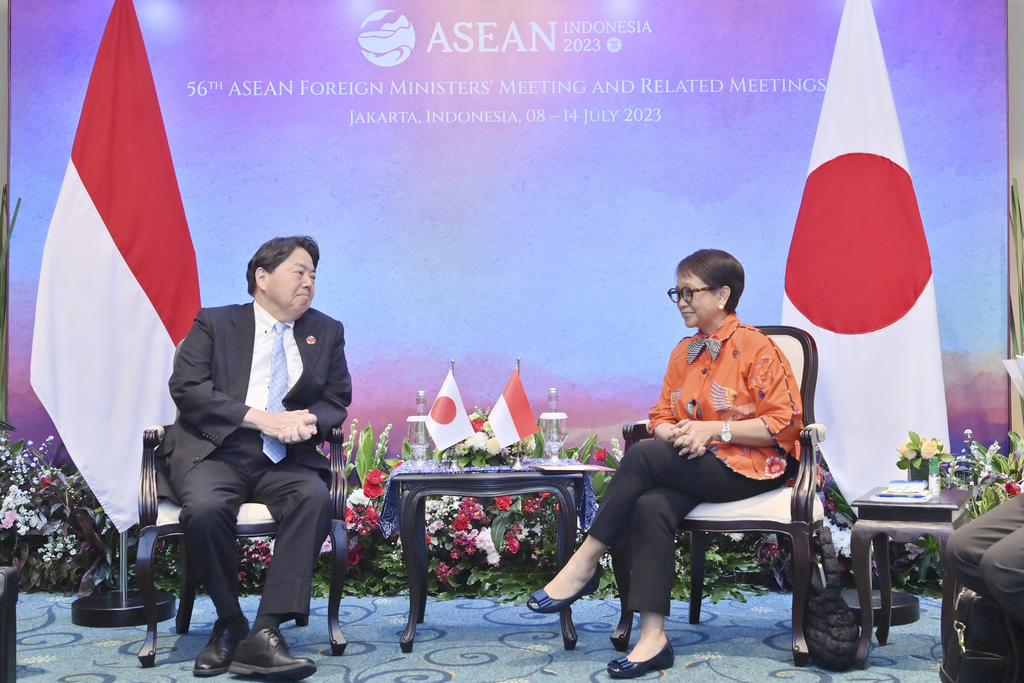 ASEAN
INDONESIA
2023
56TH ASEAN FOREIGN MINISTERS' MEETING AND RELATED MEETINGS
JAKARTA, INDONESIA, 08 – 14 JULY 2023